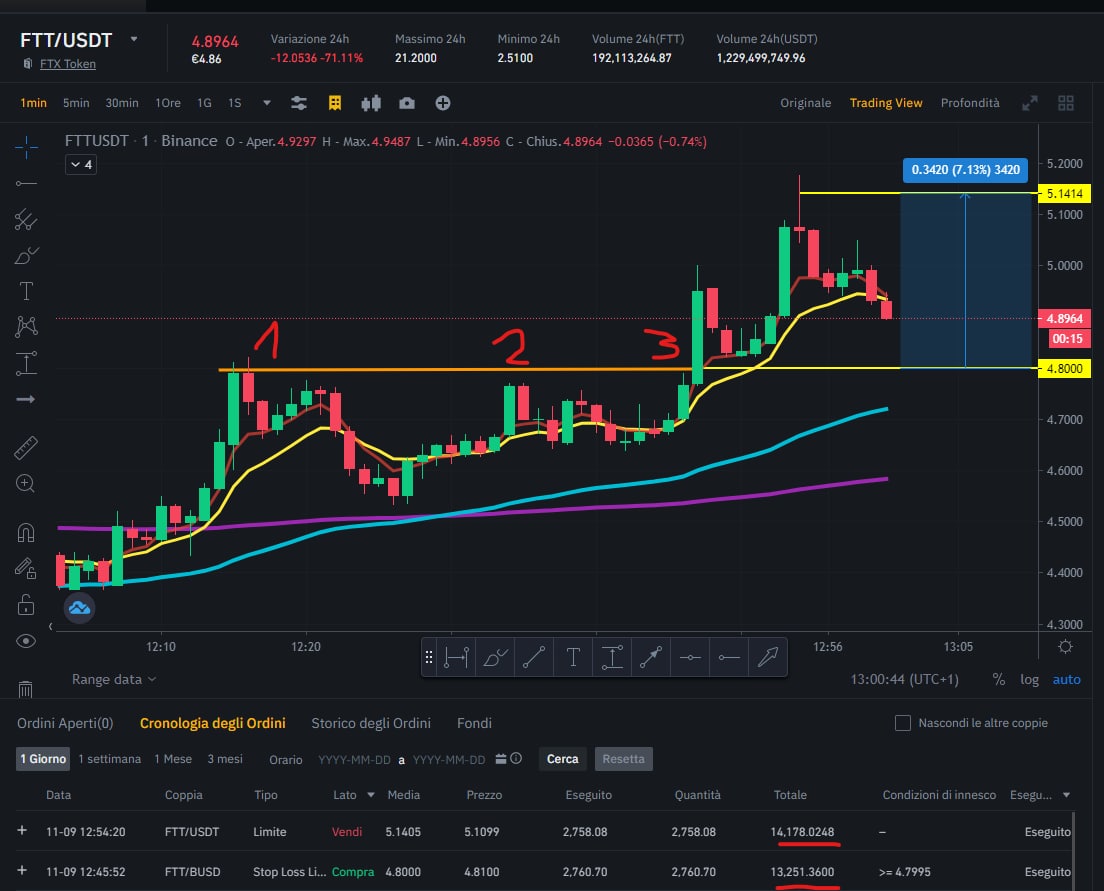 FTT/USDT
FTX Token
4.8964
€4.86
Variazione 24h
-12.0536 -71.11%
Massimo 24h
21.2000
Minimo 24h
2.5100
Volume 24h(FTT)
192,113,264.87
Volume 24h(USDT)
1,229,499,749.96
1min 5min 30min 1Ore 1G 1S
Originale Trading View Profondità
FTTUSDT · 1 · Binance O - Aper.4.9297 H - Max.4.9487 L - Min.4.8956 C - Chius.4.8964 −0.0365 (−0.74%)
4
0.3420 (7.13%) 3420
5.2000
5.1414
5.1000
5.0000
4.8964
00:15
4.8000
4.7000
4.6000
4.5000
4.4000
4.3000
1 2 3
12:10 12:20 12:56 13:05
Range data 13:00:44 (UTC+1) % log auto
Ordini Aperti(0) Cronologia degli Ordini Storico degli Ordini Fondi Nascondi le altre coppie
1 Giorno 1 settimana 1 Mese 3 mesi Orario YYYY-MM-DD a YYYY-MM-DD Cerca Resetta
Data Coppia Tipo Lato Media Prezzo Eseguito Quantità Totale Condizioni di innesco Esegu...
+ 11-09 12:54:20 FTT/USDT Limite Vendi 5.1405 5.1099 2,758.08 2,758.08 14,178.0248 – Eseguito
+ 11-09 12:45:52 FTT/BUSD Stop Loss Li... Compra 4.8000 4.8100 2,760.70 2,760.70 13,251.3600 >= 4.7995 Eseguito